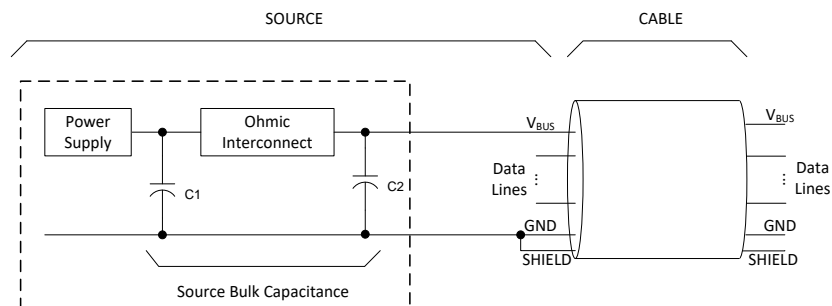 SOURCE
CABLE
Power
Supply
Ohmic
Interconnect
C1
C2
VBUS
Data
Lines
...
GND
SHIELD
VBUS
Data
Lines
...
GND
SHIELD
Source Bulk Capacitance